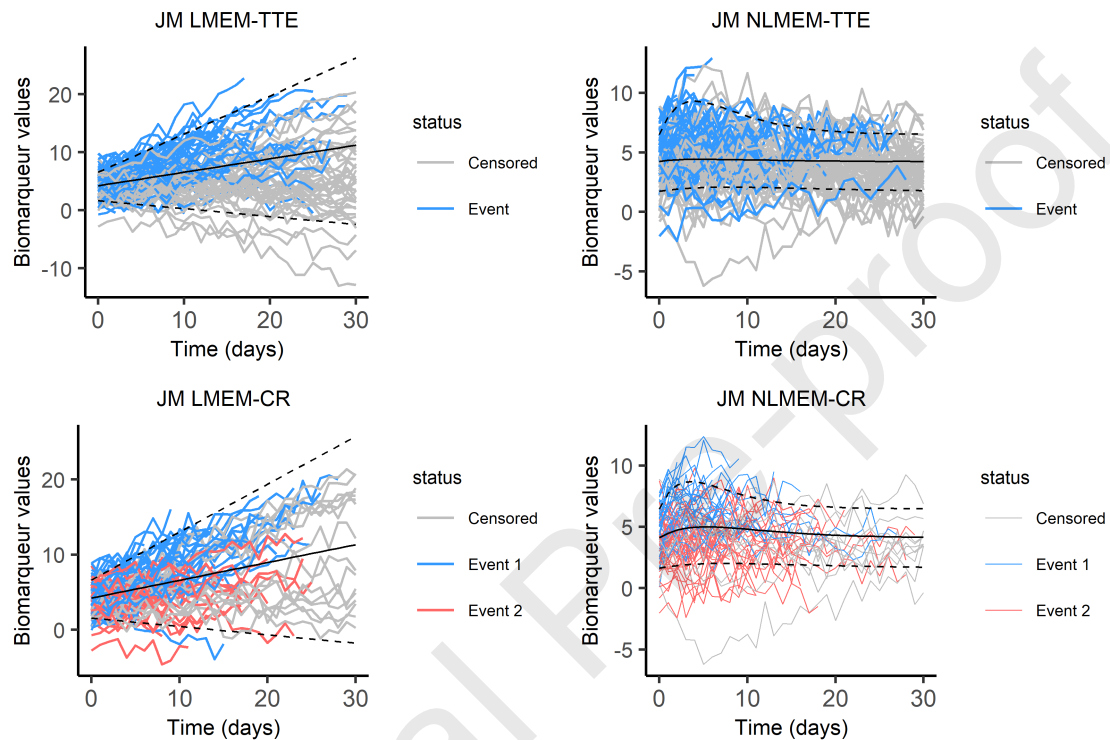 JM LMEM-TTE
Biomarqueur values
20
10
0
-10
0 10 20 30
Time (days)
status
Censored
Event
JM NLMEM-TTE
Biomarqueur values
10
5
0
-5
0 10 20 30
Time (days)
status
Censored
Event
JM LMEM-CR
Biomarqueur values
20
10
0
0 10 20 30
Time (days)
status
Censored
Event 1
Event 2
JM NLMEM-CR
Biomarqueur values
10
5
0
-5
0 10 20 30
Time (days)
status
Censored
Event 1
Event 2
al Pre-proof